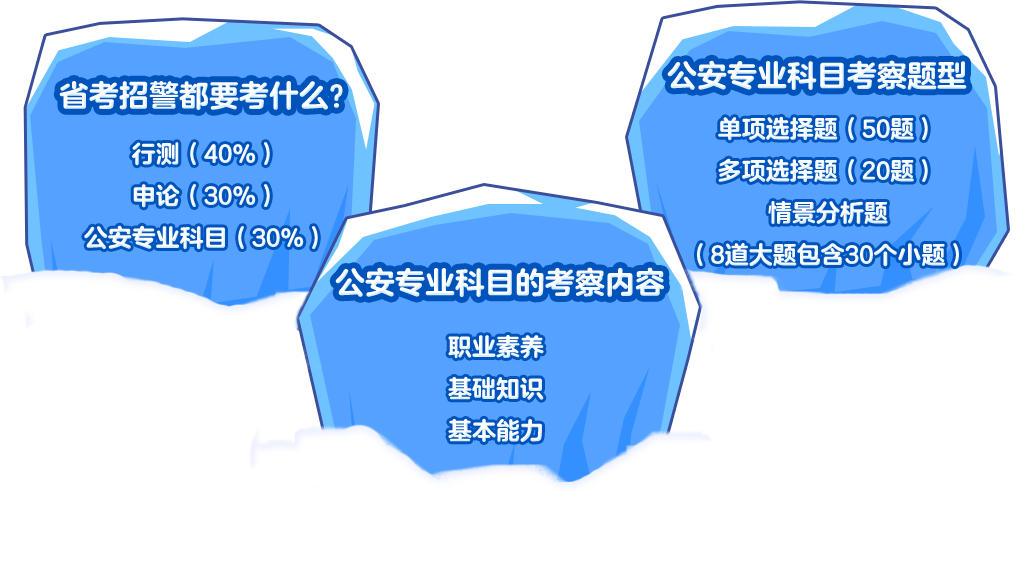 省考招警都要考什么?
行测（40%）
申论（30%）
公安专业科目（30%）
公安专业科目考察题型
单项选择题（50题）
多项选择题（20题）
情景分析题
（8道大题包含30个小题）
公安专业科目的考察内容
职业素养
基础知识
基本能力